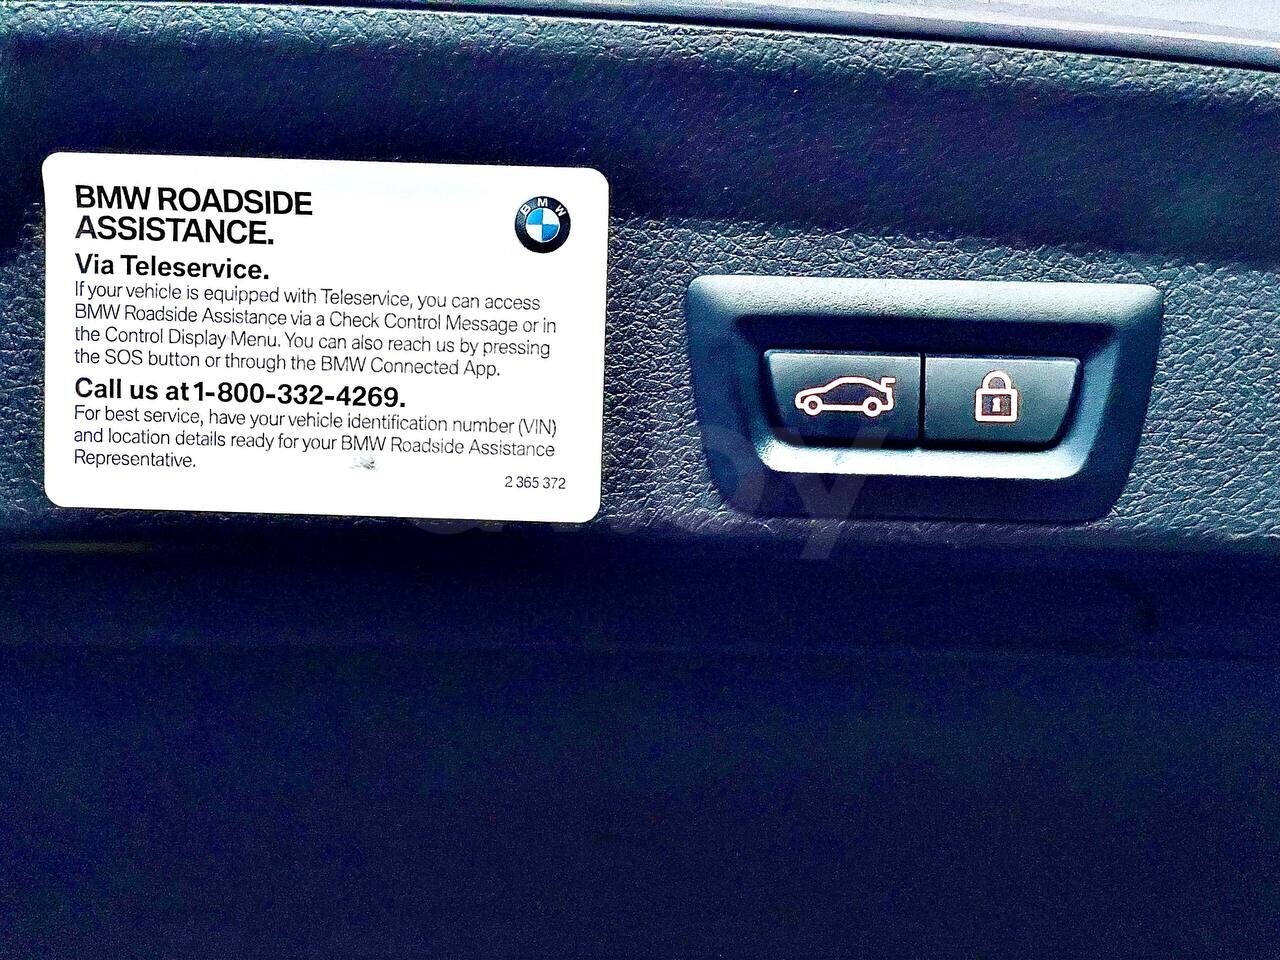 BMW ROADSIDE
ASSISTANCE.
BMW
Via Teleservice.
If your vehicle is equipped with Teleservice, you can access
BMW Roadside Assistance via a Check Control Message or in
the Control Display Menu. You can also reach us by pressing
the SOS button or through the BMW Connected App.
Call us at 1-800-332-4269.
For best service, have your vehicle identification number (VIN)
and location details ready for your BMW Roadside Assistance
Representative.
2 365 372